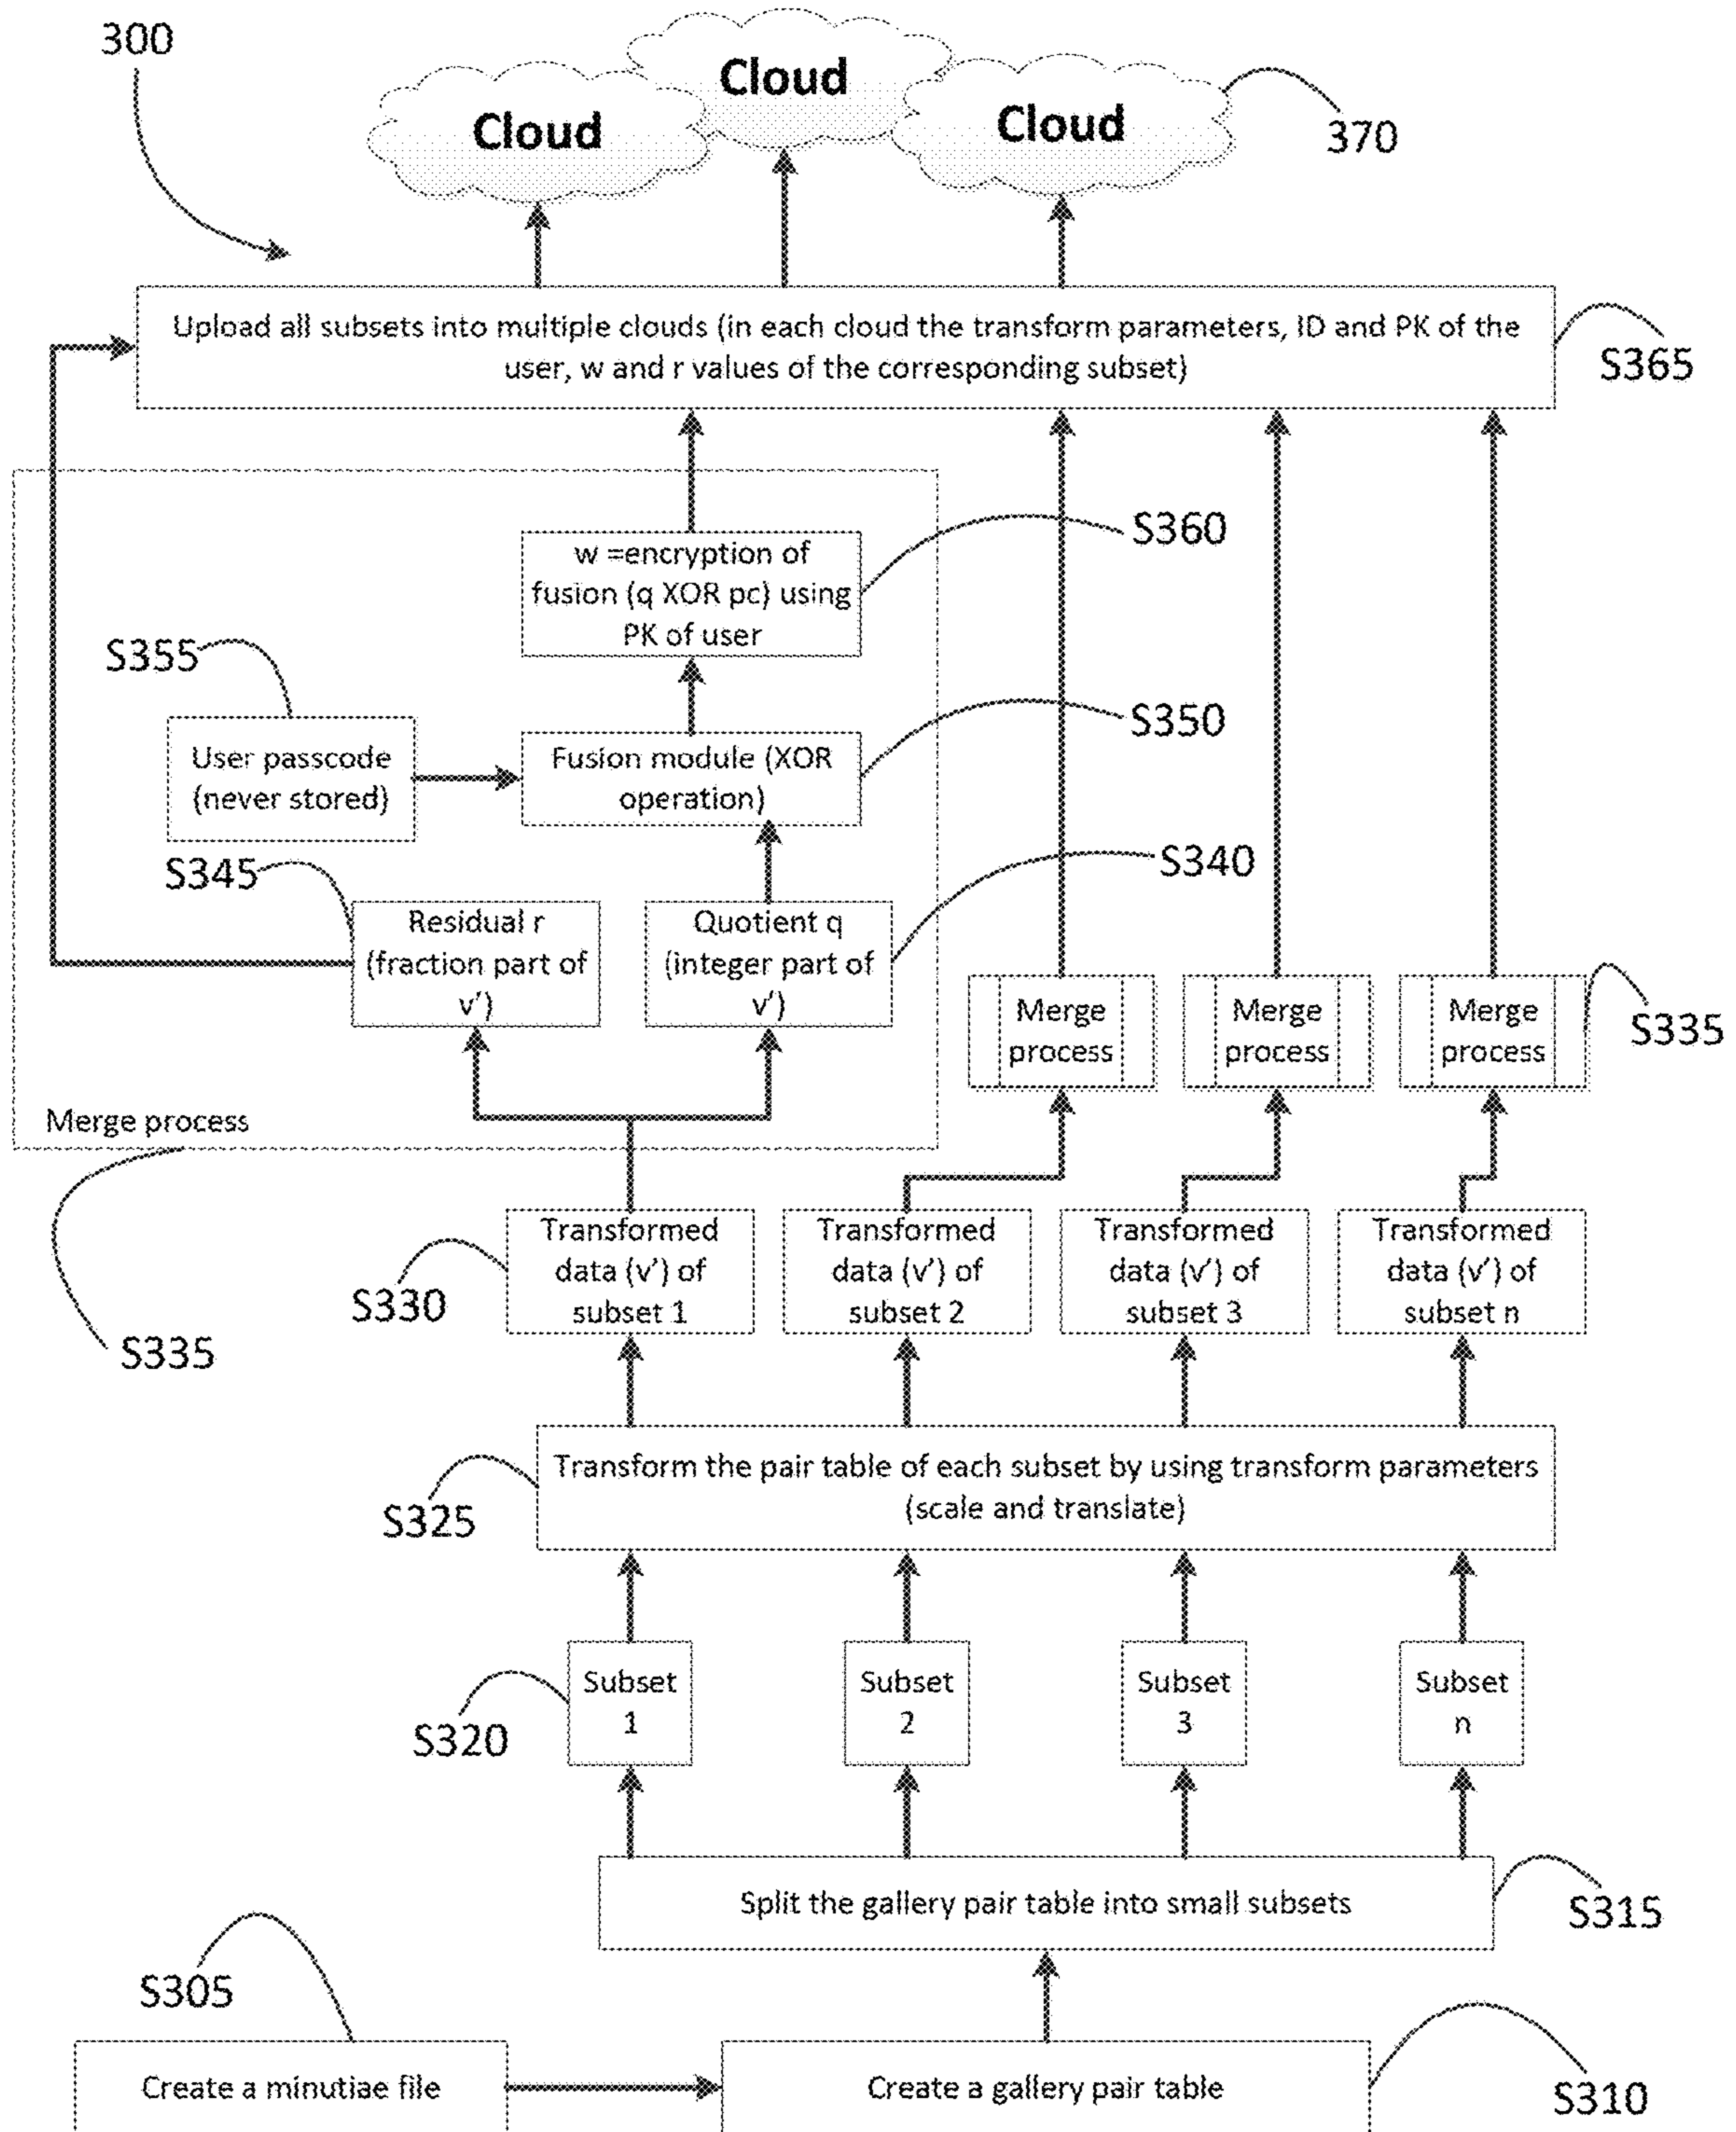 300
Cloud
Cloud
Cloud
370
Upload all subsets into multiple clouds (in each cloud the transform parameters, ID and PK of the
user, w and r values of the corresponding subset)
S365
w =encryption of
fusion (q XOR pc) using
PK of user
S360
S355
User passcode
(never stored)
Fusion module (XOR
operation)
S350
S345
Residual r
(fraction part of
v')
Quotient q
(integer part of
v')
S340
Merge
process
Merge
process
Merge
process
S335
Merge process
S335
S330
Transformed
data (v') of
subset 1
Transformed
data (v') of
subset 2
Transformed
data (v') of
subset 3
Transformed
data (v') of
subset n
S325
Transform the pair table of each subset by using transform parameters
(scale and translate)
S320
Subset
1
Subset
2
Subset
3
Subset
n
Split the gallery pair table into small subsets
S315
S305
Create a minutiae file
Create a gallery pair table
S310